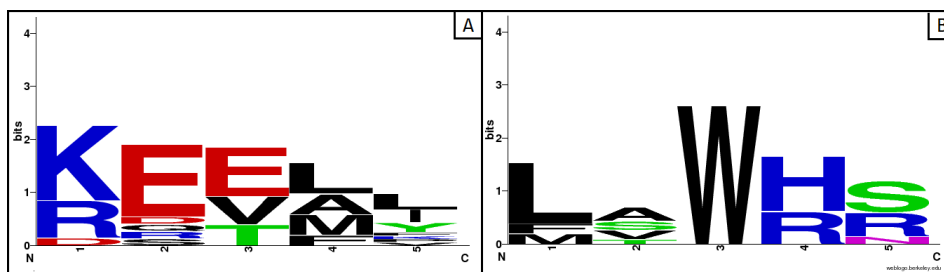 A
bits
4
3
2
1
0
K
R
E
E
V
T
L
A
M
F
L
T
Y
N
1
2
3
4
5
C
B
bits
4
3
2
1
0
L
F
M
A
S
V
T
W
H
R
S
R
N
N
1
2
3
4
5
C
weblogo.berkeley.edu